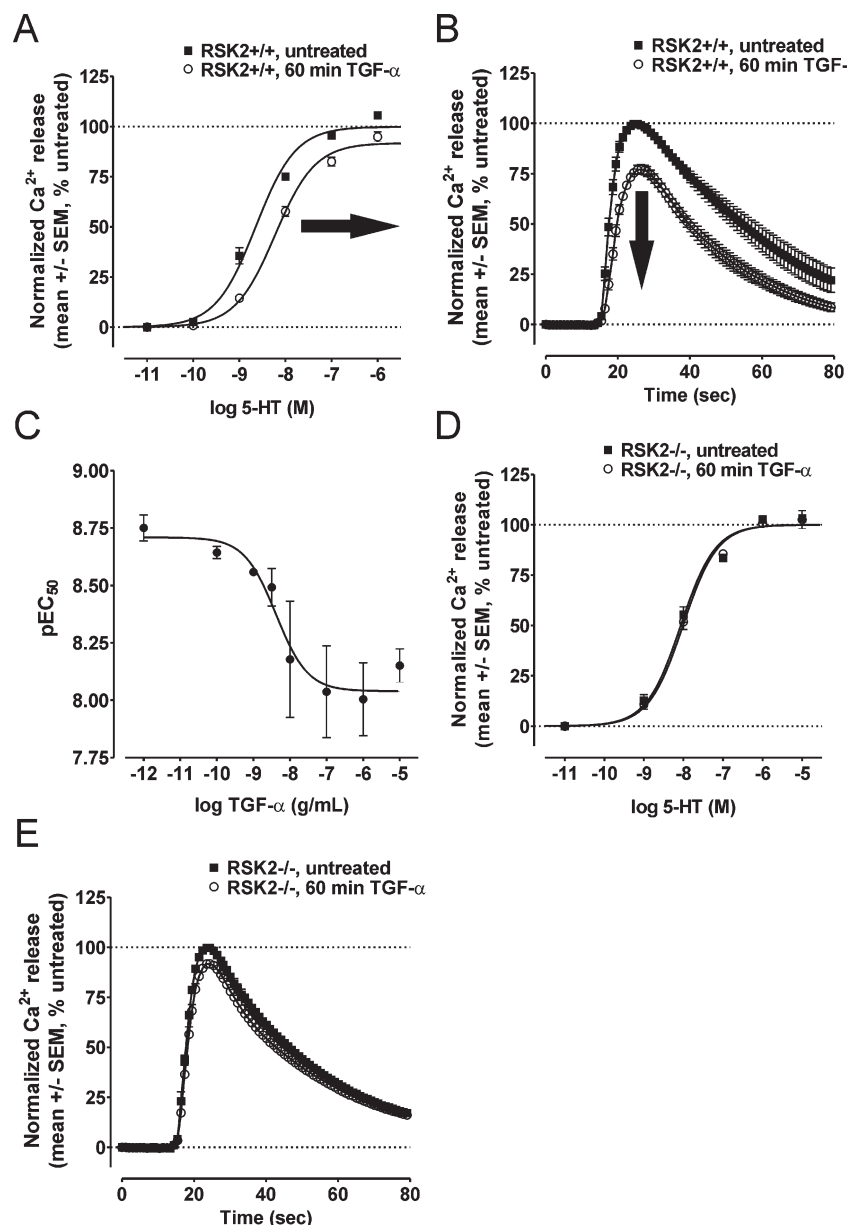 A
RSK2+/+, untreated
RSK2+/+, 60 min TGF-α
Normalized Ca2+ release
(mean +/- SEM, % untreated)
125
100
75
50
25
0
-11 -10 -9 -8 -7 -6
log 5-HT (M)
B
RSK2+/+, untreated
RSK2+/+, 60 min TGF-
Normalized Ca2+ release
(mean +/- SEM, % untreated)
125
100
75
50
25
0
0 20 40 60 80
Time (sec)
C
pEC50
9.00
8.75
8.50
8.25
8.00
7.75
-12 -11 -10 -9 -8 -7 -6 -5
log TGF-α (g/mL)
D
RSK2-/-, untreated
RSK2-/-, 60 min TGF-α
Normalized Ca2+ release
(mean +/- SEM, % untreated)
125
100
75
50
25
0
-11 -10 -9 -8 -7 -6 -5
log 5-HT (M)
E
RSK2-/-, untreated
RSK2-/-, 60 min TGF-α
Normalized Ca2+ release
(mean +/- SEM, % untreated)
125
100
75
50
25
0
0 20 40 60 80
Time (sec)